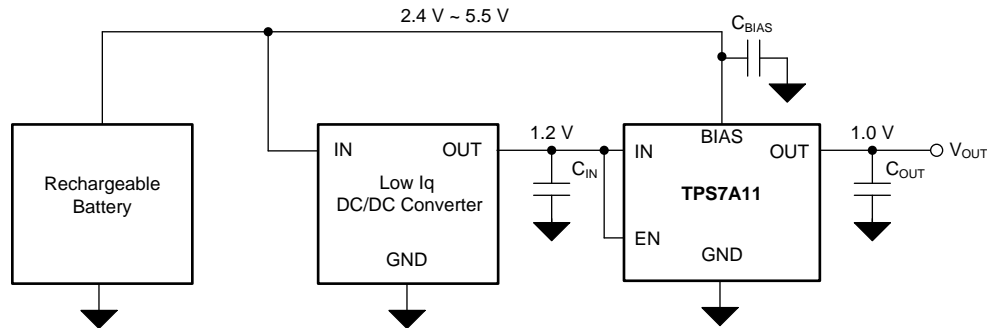 2.4 V ~ 5.5 V
CBIAS
Rechargeable
Battery
IN
OUT
Low Iq
DC/DC Converter
GND
1.2 V
CIN
IN
BIAS
OUT
TPS7A11
EN
GND
1.0 V
COUT
VOUT